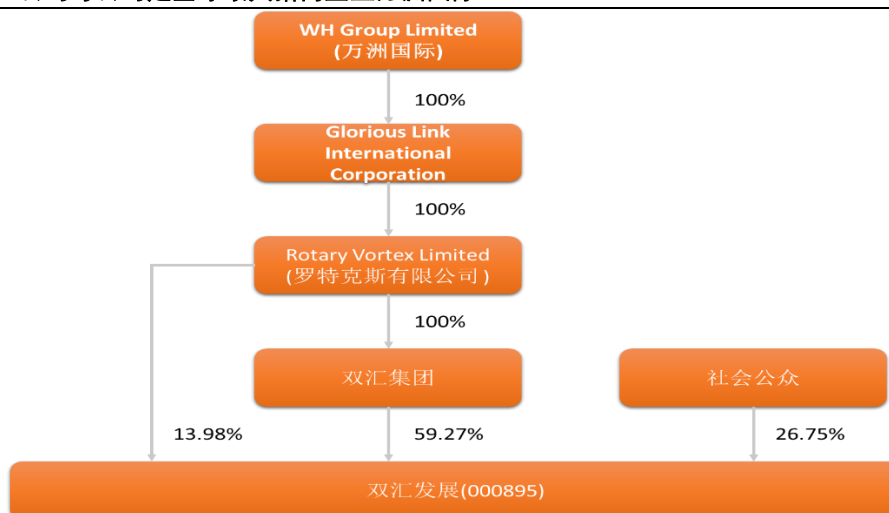 WH Group Limited
(万洲国际)
100%
Glorious Link
International
Corporation
100%
Rotary Vortex Limited
(罗特克斯有限公司)
100%
双汇集团
社会公众
13.98%
59.27%
26.75%
双汇发展(000895)